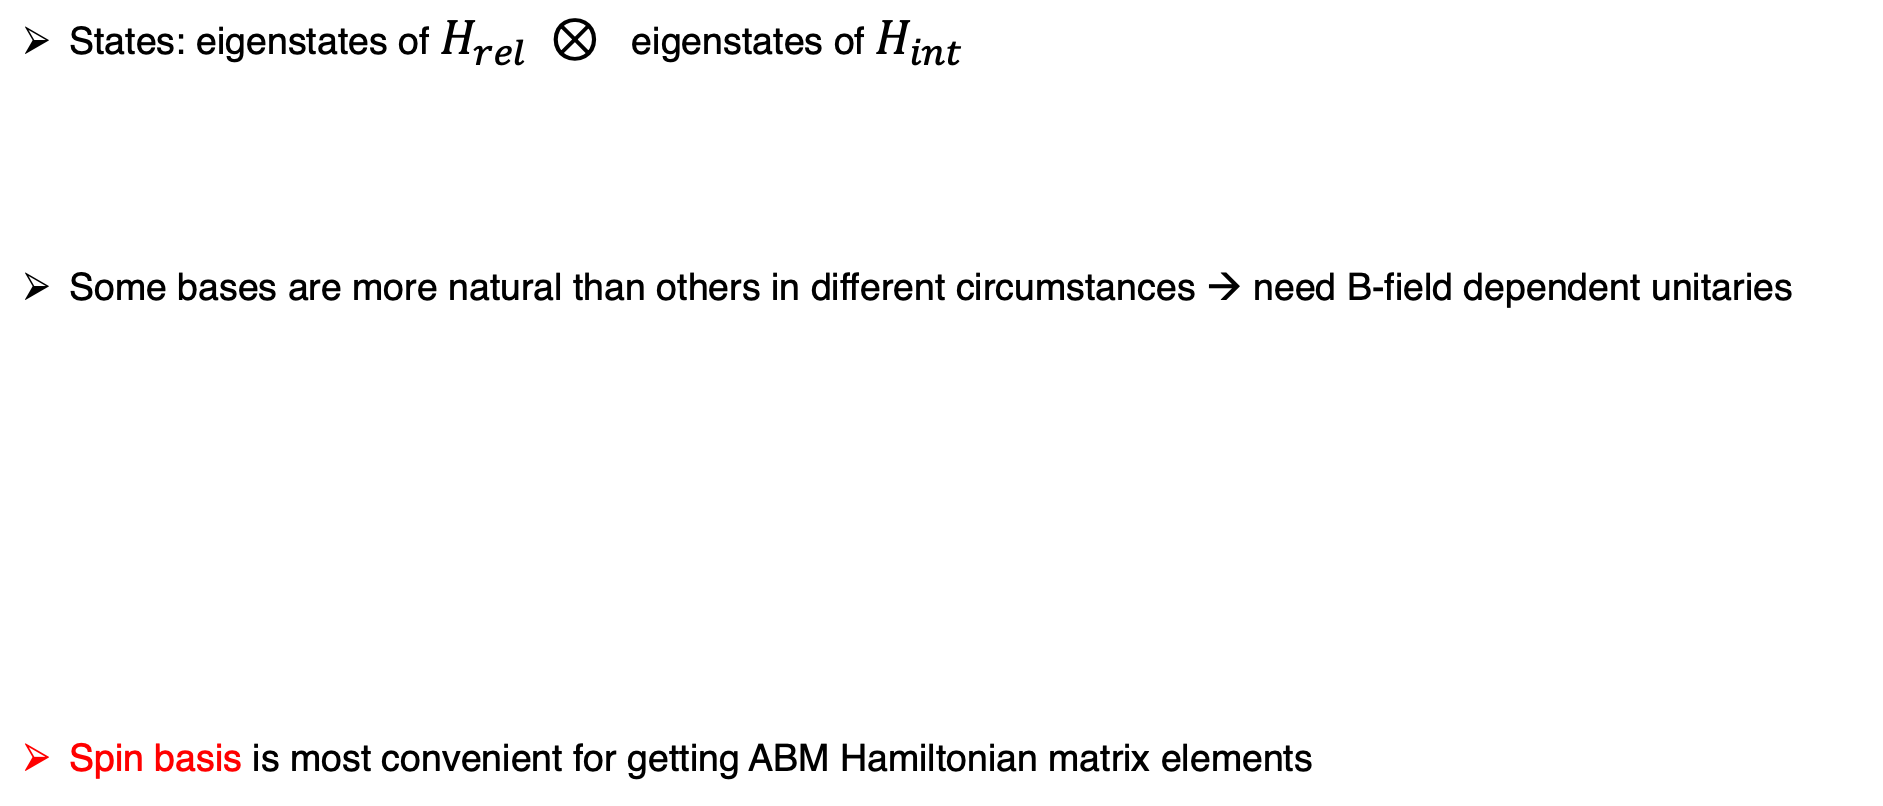 ➢ States: eigenstates of H_rel ⊗ eigenstates of H_int
➢ Some bases are more natural than others in different circumstances → need B-field dependent unitaries
➢ Spin basis is most convenient for getting ABM Hamiltonian matrix elements